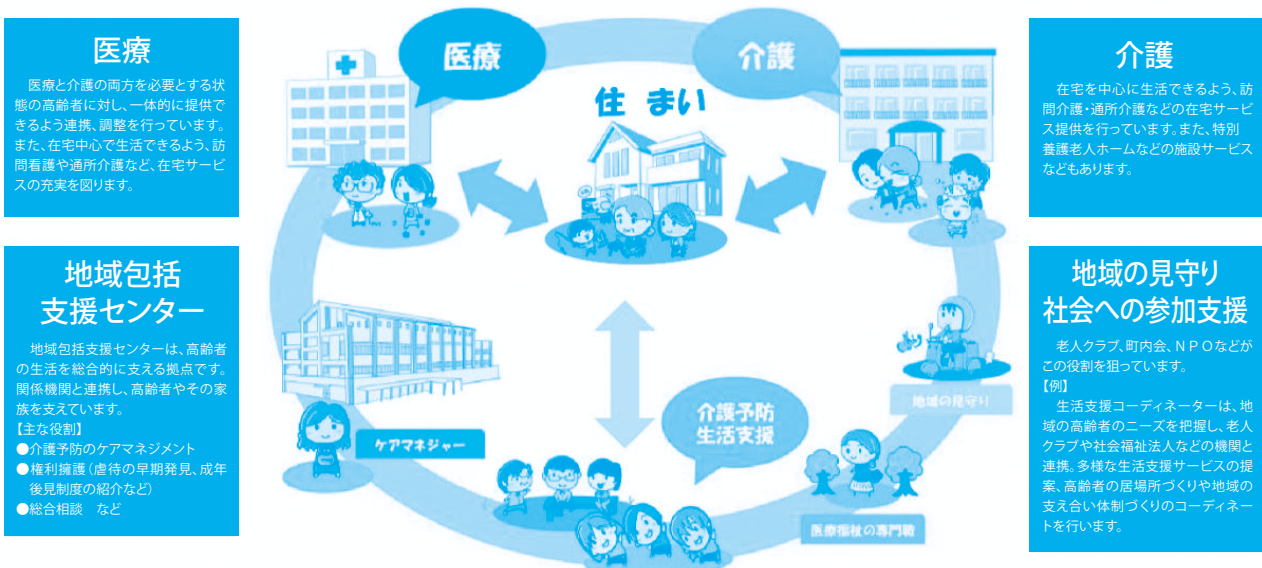 医療
医療と介護の両方を必要とする状
態の高齢者に対し、一体的に提供で
きるよう連携、調整を行っています。
また、在宅中心で生活できるよう、訪
問看護や通所介護など、在宅サービ
スの充実を図ります。
地域包括
支援センター
地域包括支援センターは、高齢者
の生活を総合的に支える拠点です。
関係機関と連携し、高齢者やその家
族を支えています。
【主な役割】
●介護予防のケアマネジメント
●権利擁護（虐待の早期発見、成年
後見制度の紹介など）
●総合相談　など
医療
介護
住まい
ケアマネジャー
介護予防
生活支援
地域の見守り
医療福祉の専門職
介護
在宅を中心に生活できるよう、訪
問介護・通所介護などの在宅サービ
ス提供を行っています。また、特別
養護老人ホームなどの施設サービス
などもあります。
地域の見守り
社会への参加支援
老人クラブ、町内会、ＮＰＯなどが
この役割を狙っています。
【例】
生活支援コーディネーターは、地
域の高齢者のニーズを把握し、老人
クラブや社会福祉法人などの機関と
連携。多様な生活支援サービスの提
案、高齢者の居場所づくりや地域の
支え合い体制づくりのコーディネー
トを行います。